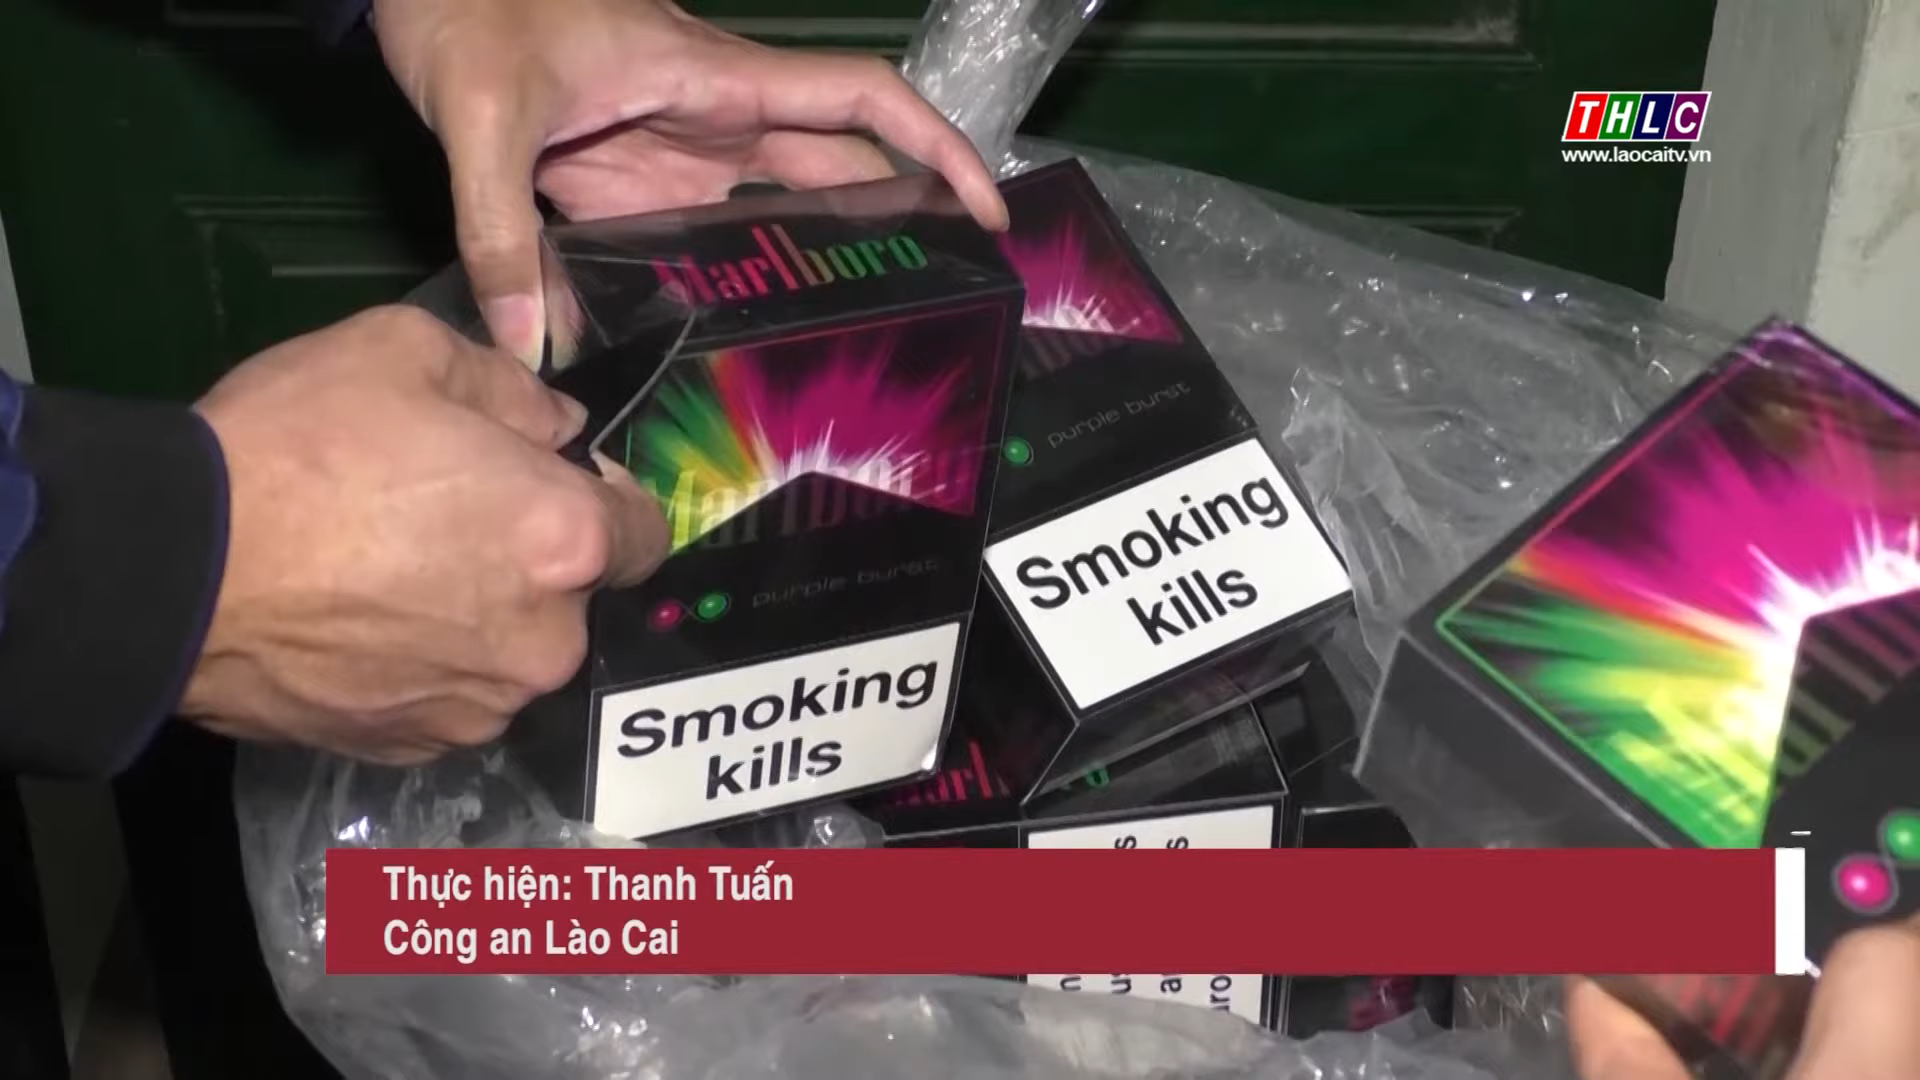 THLC
www.laocaitv.vn
Marlboro
Marlboro
purple burst
purple burst
Smoking
kills
Smoking
kills
Thực hiện: Thanh Tuấn
Công an Lào Cai